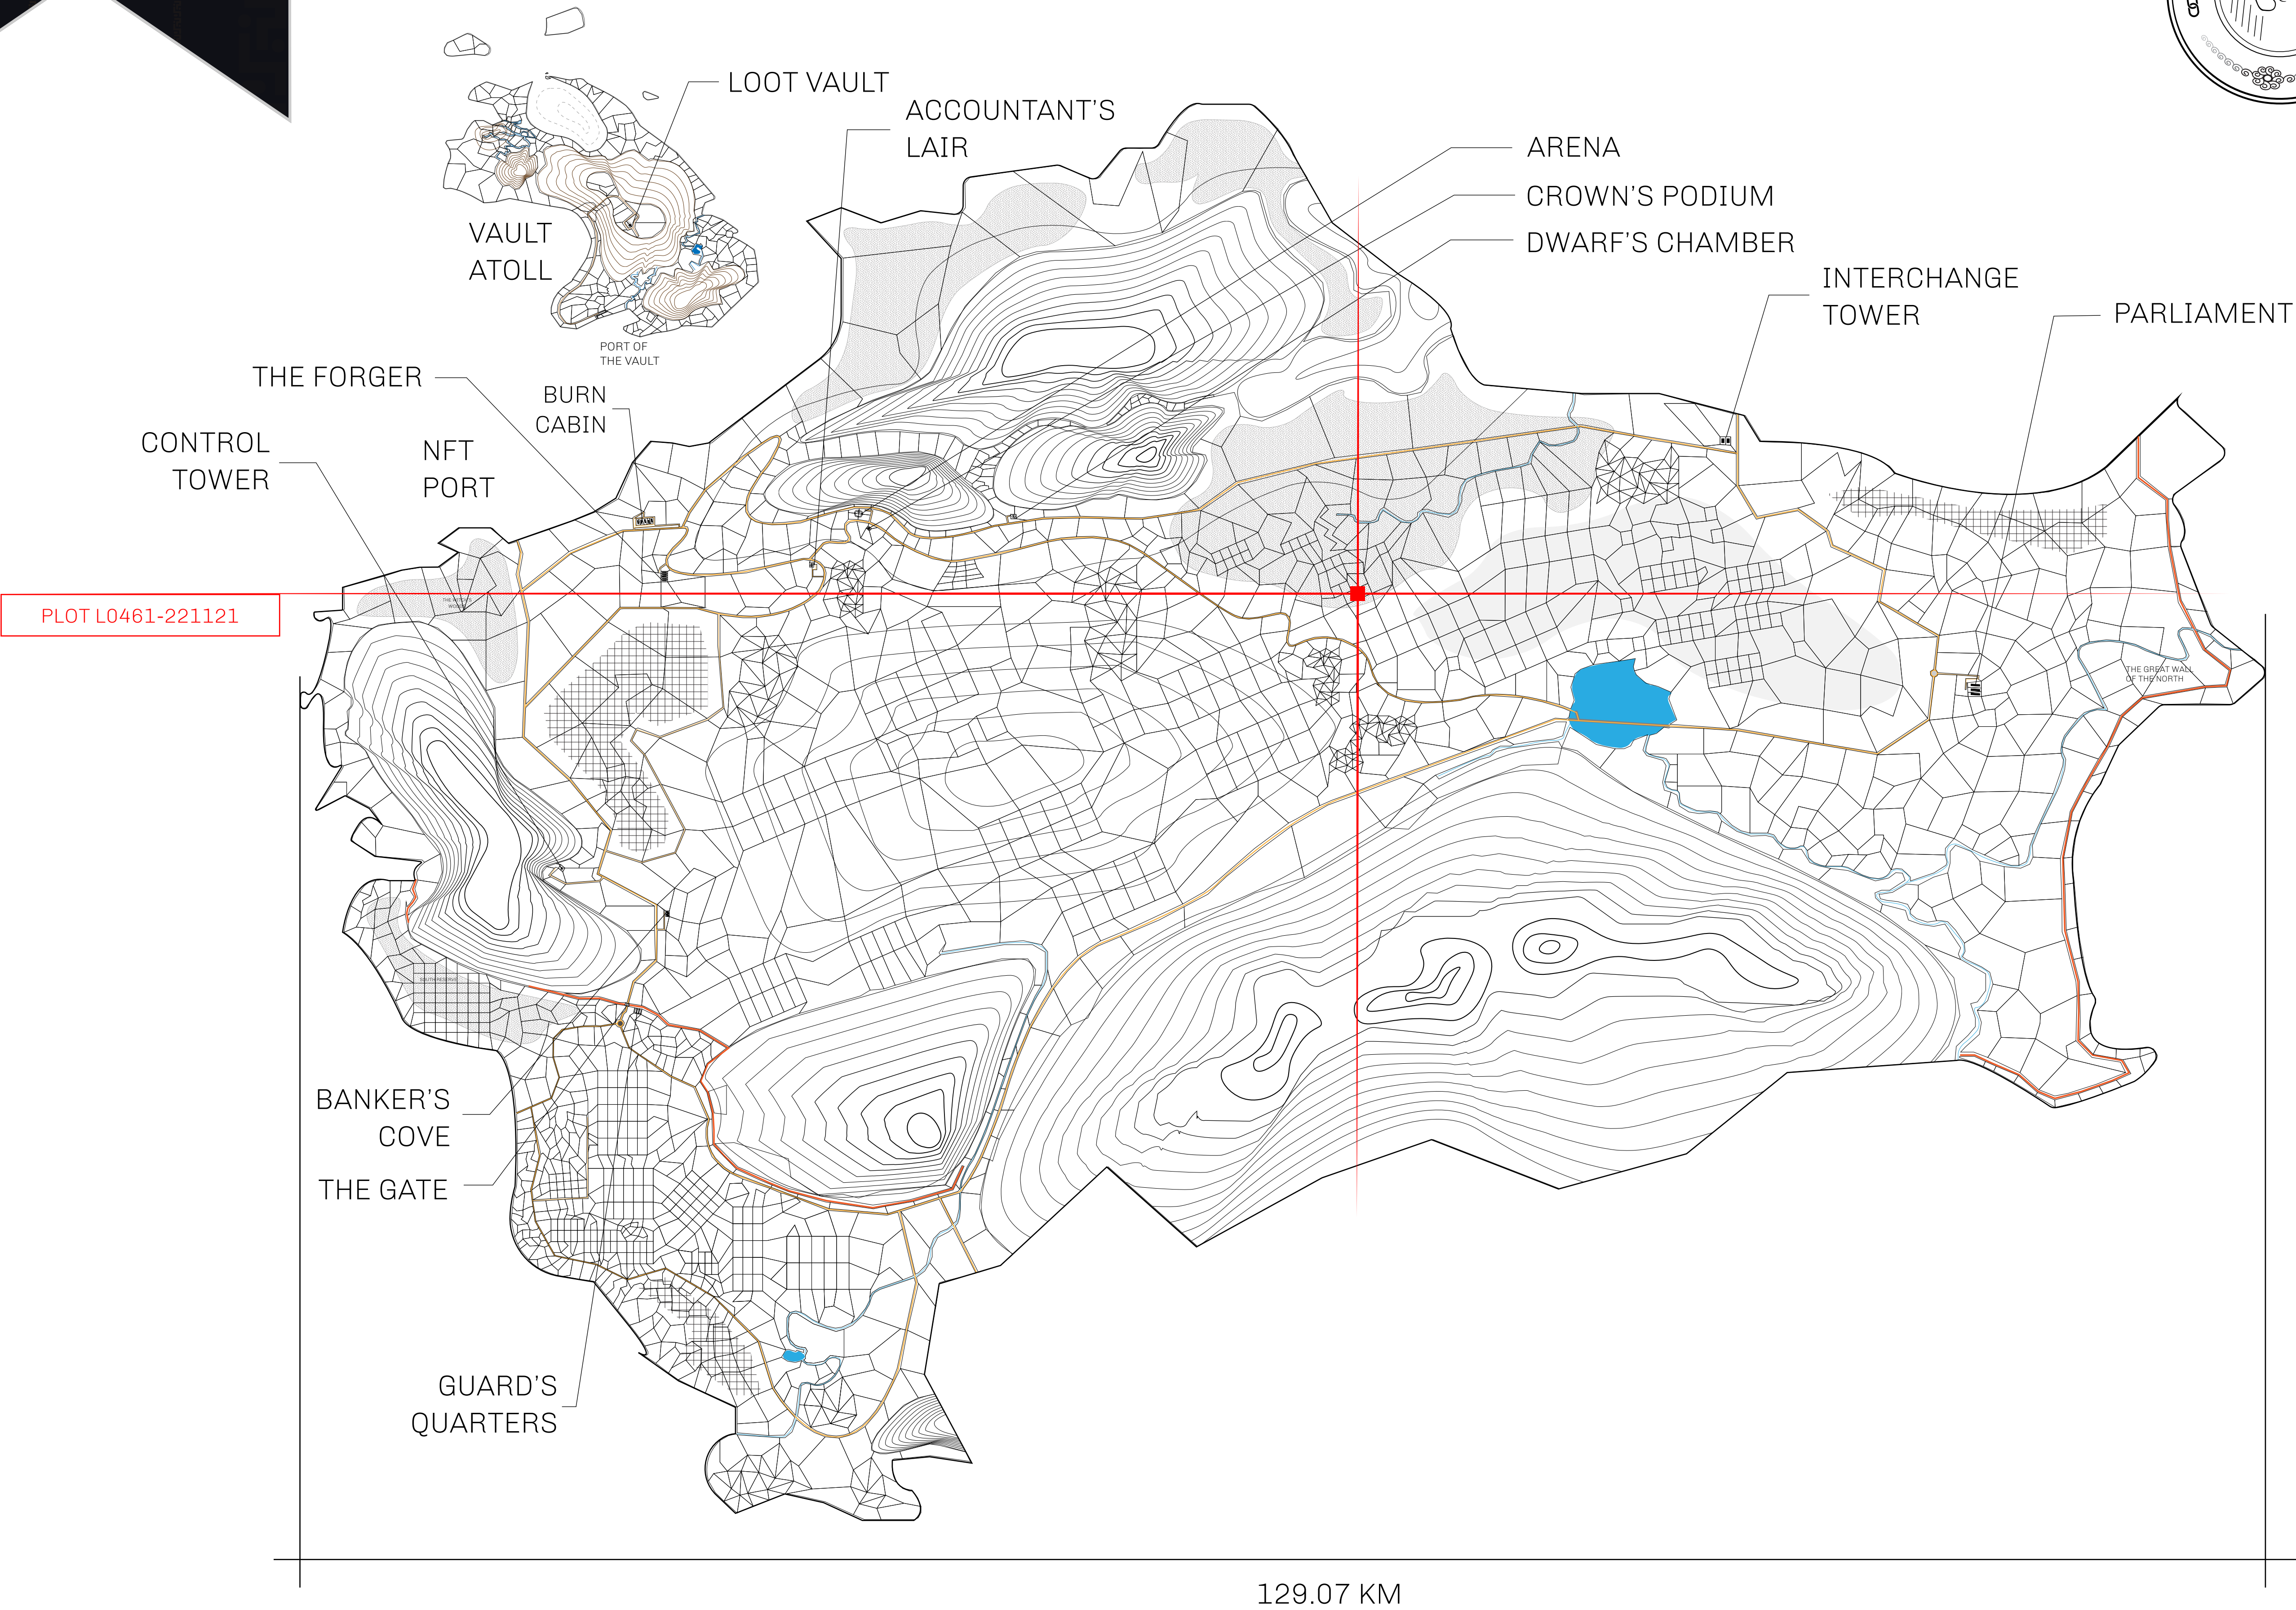 LOOT VAULT
ACCOUNTANT'S
LAIR
ARENA
CROWN'S PODIUM
DWARF'S CHAMBER
INTERCHANGE
TOWER
PARLIAMENT
VAULT
ATOLL
PORT OF
THE VAULT
THE FORGER
BURN
CABIN
CONTROL
TOWER
NFT
PORT
PLOT L0461-221121
THE GREAT WALL
OF THE NORTH
BANKER'S
COVE
THE GATE
GUARD'S
QUARTERS
129.07 KM